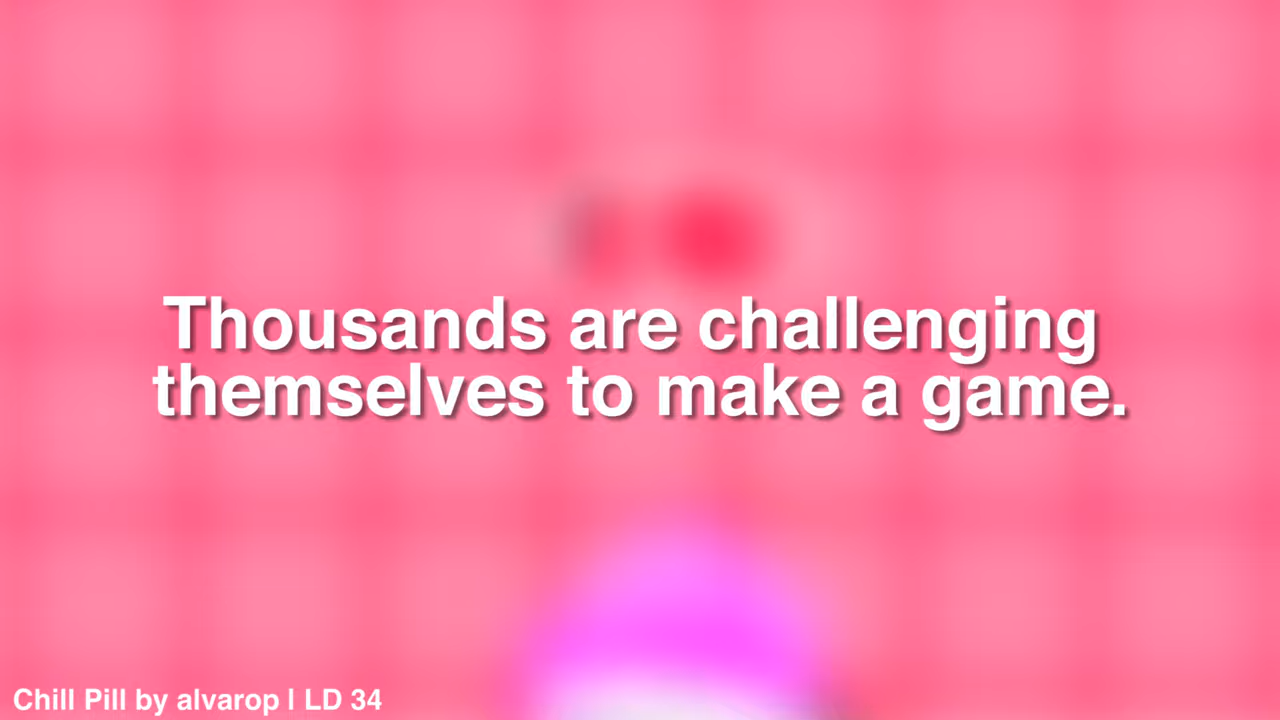 Thousands are challenging
themselves to make a game.
Chill Pill by alvarop | LD 34